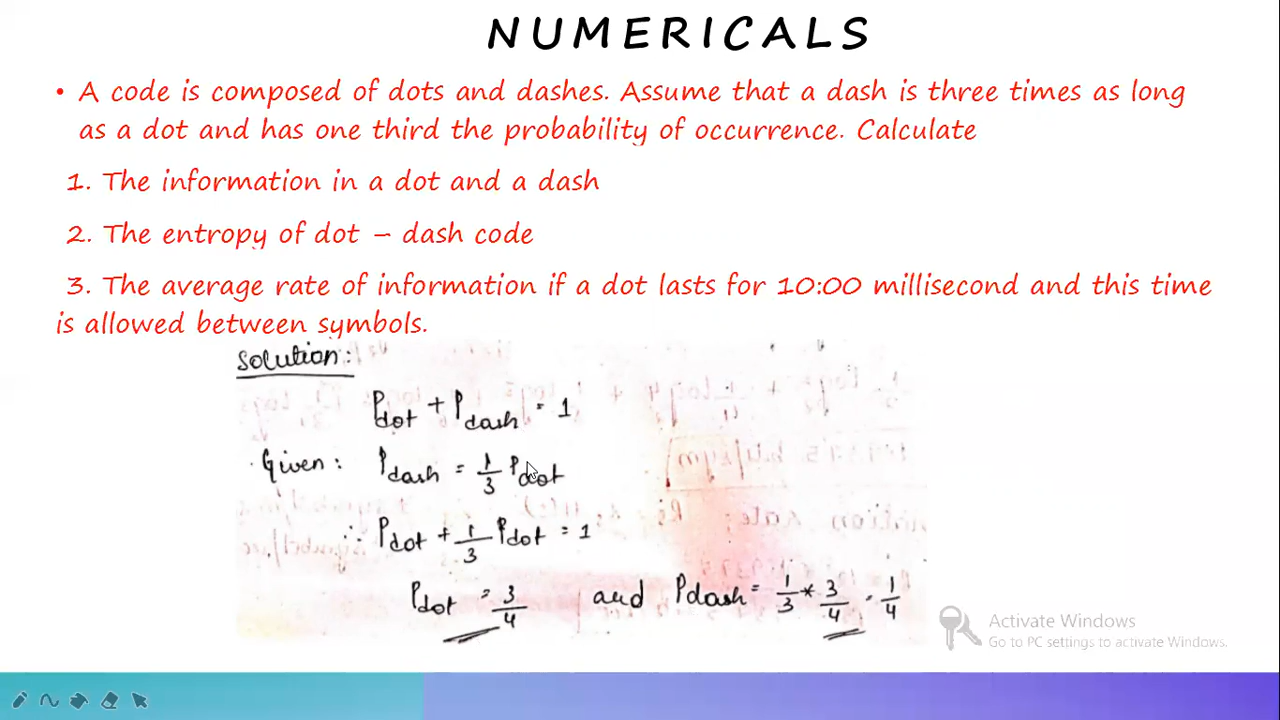 NUMERICALS
• A code is composed of dots and dashes. Assume that a dash is three times as long
as a dot and has one third the probability of occurrence. Calculate
1. The information in a dot and a dash
2. The entropy of dot – dash code
3. The average rate of information if a dot lasts for 10:00 millisecond and this time
is allowed between symbols.
Solution:
Pdot + Pdash = 1
Given: Pdash = 1/3 Pdot
∴ Pdot + 1/3 Pdot = 1
Pdot = 3/4 and Pdash = 1/3 * 3/4 = 1/4
Activate Windows
Go to PC settings to activate Windows.